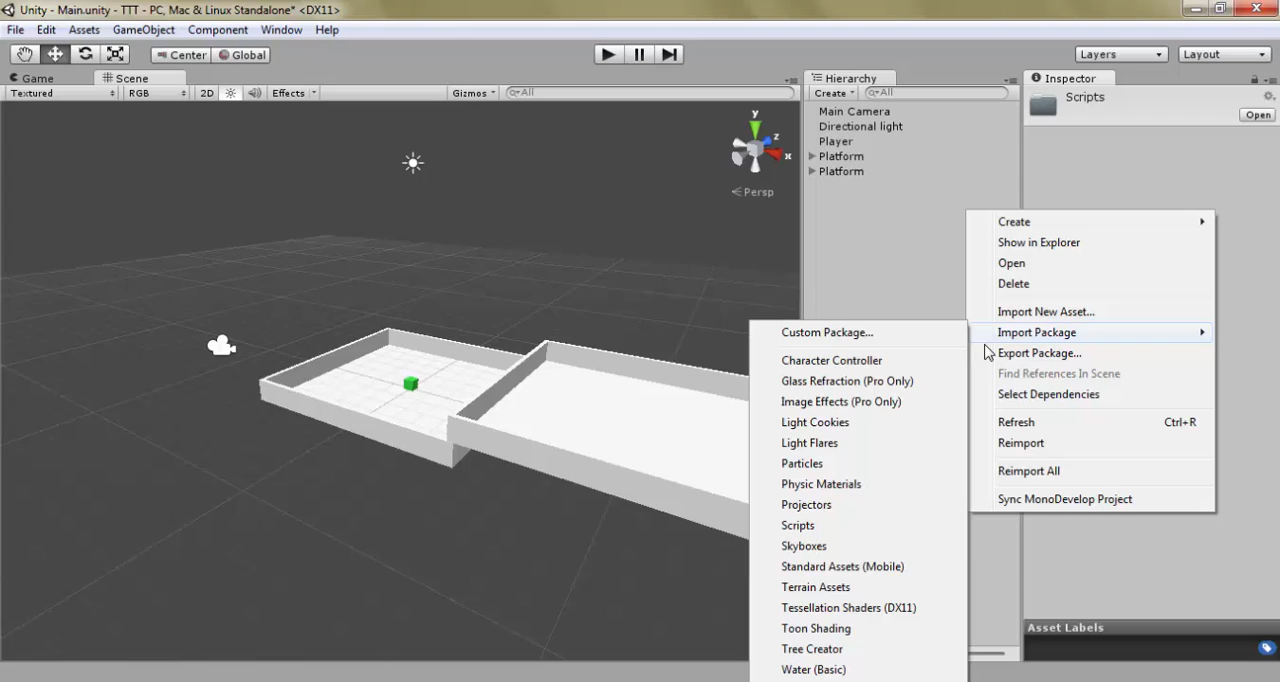 Unity - Main.unity - TTT - PC, Mac & Linux Standalone* <DX11>
File Edit Assets GameObject Component Window Help
Center Global Layers Layout
Game Scene Hierarchy Inspector
Textured RGB 2D Effects Gizmos All Create All
Scripts
Open
Main Camera
Directional light
Player
Platform
Platform
y
z
x
Persp
Create
Show in Explorer
Open
Delete
Import New Asset...
Import Package
Export Package...
Find References In Scene
Select Dependencies
Refresh Ctrl+R
Reimport
Reimport All
Sync MonoDevelop Project
Custom Package...
Character Controller
Glass Refraction (Pro Only)
Image Effects (Pro Only)
Light Cookies
Light Flares
Particles
Physic Materials
Projectors
Scripts
Skyboxes
Standard Assets (Mobile)
Terrain Assets
Tessellation Shaders (DX11)
Toon Shading
Tree Creator
Water (Basic)
Asset Labels